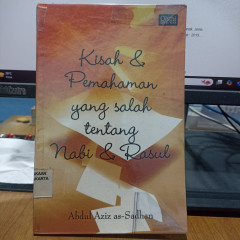 Kisah &
Pemahaman
yang salah
tentang
Nabi & Rasul
Abdul Aziz as-Sadhan